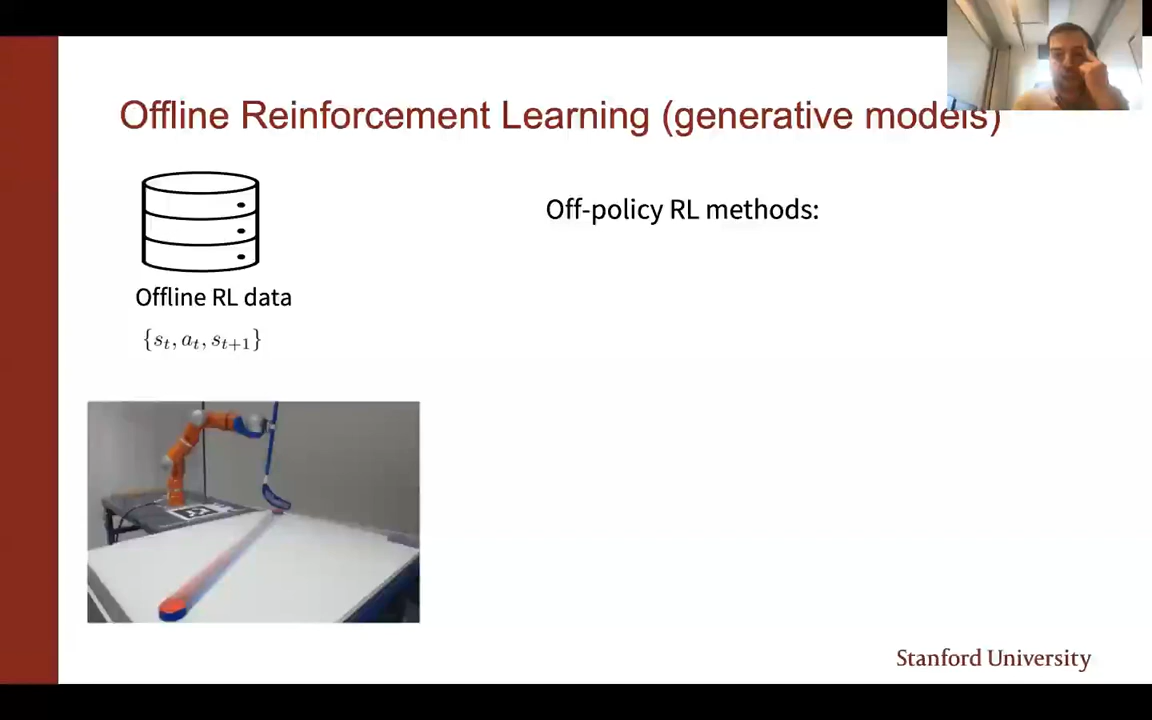 Offline Reinforcement Learning (generative models)
Off-policy RL methods:
Offline RL data
{s_t, a_t, s_{t+1}}
Stanford University